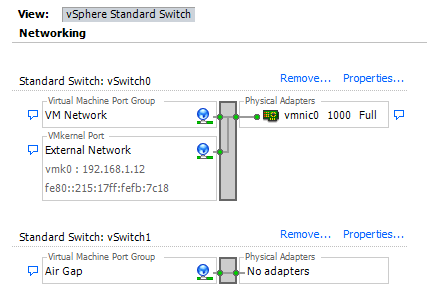 View: vSphere Standard Switch
Networking
Standard Switch: vSwitch0 Remove... Properties...
Virtual Machine Port Group Physical Adapters
VM Network vmnic0 1000 Full
VMkernel Port
External Network
vmk0 : 192.168.1.12
fe80::215:17ff:fefb:7c18
Standard Switch: vSwitch1 Remove... Properties...
Virtual Machine Port Group Physical Adapters
Air Gap No adapters